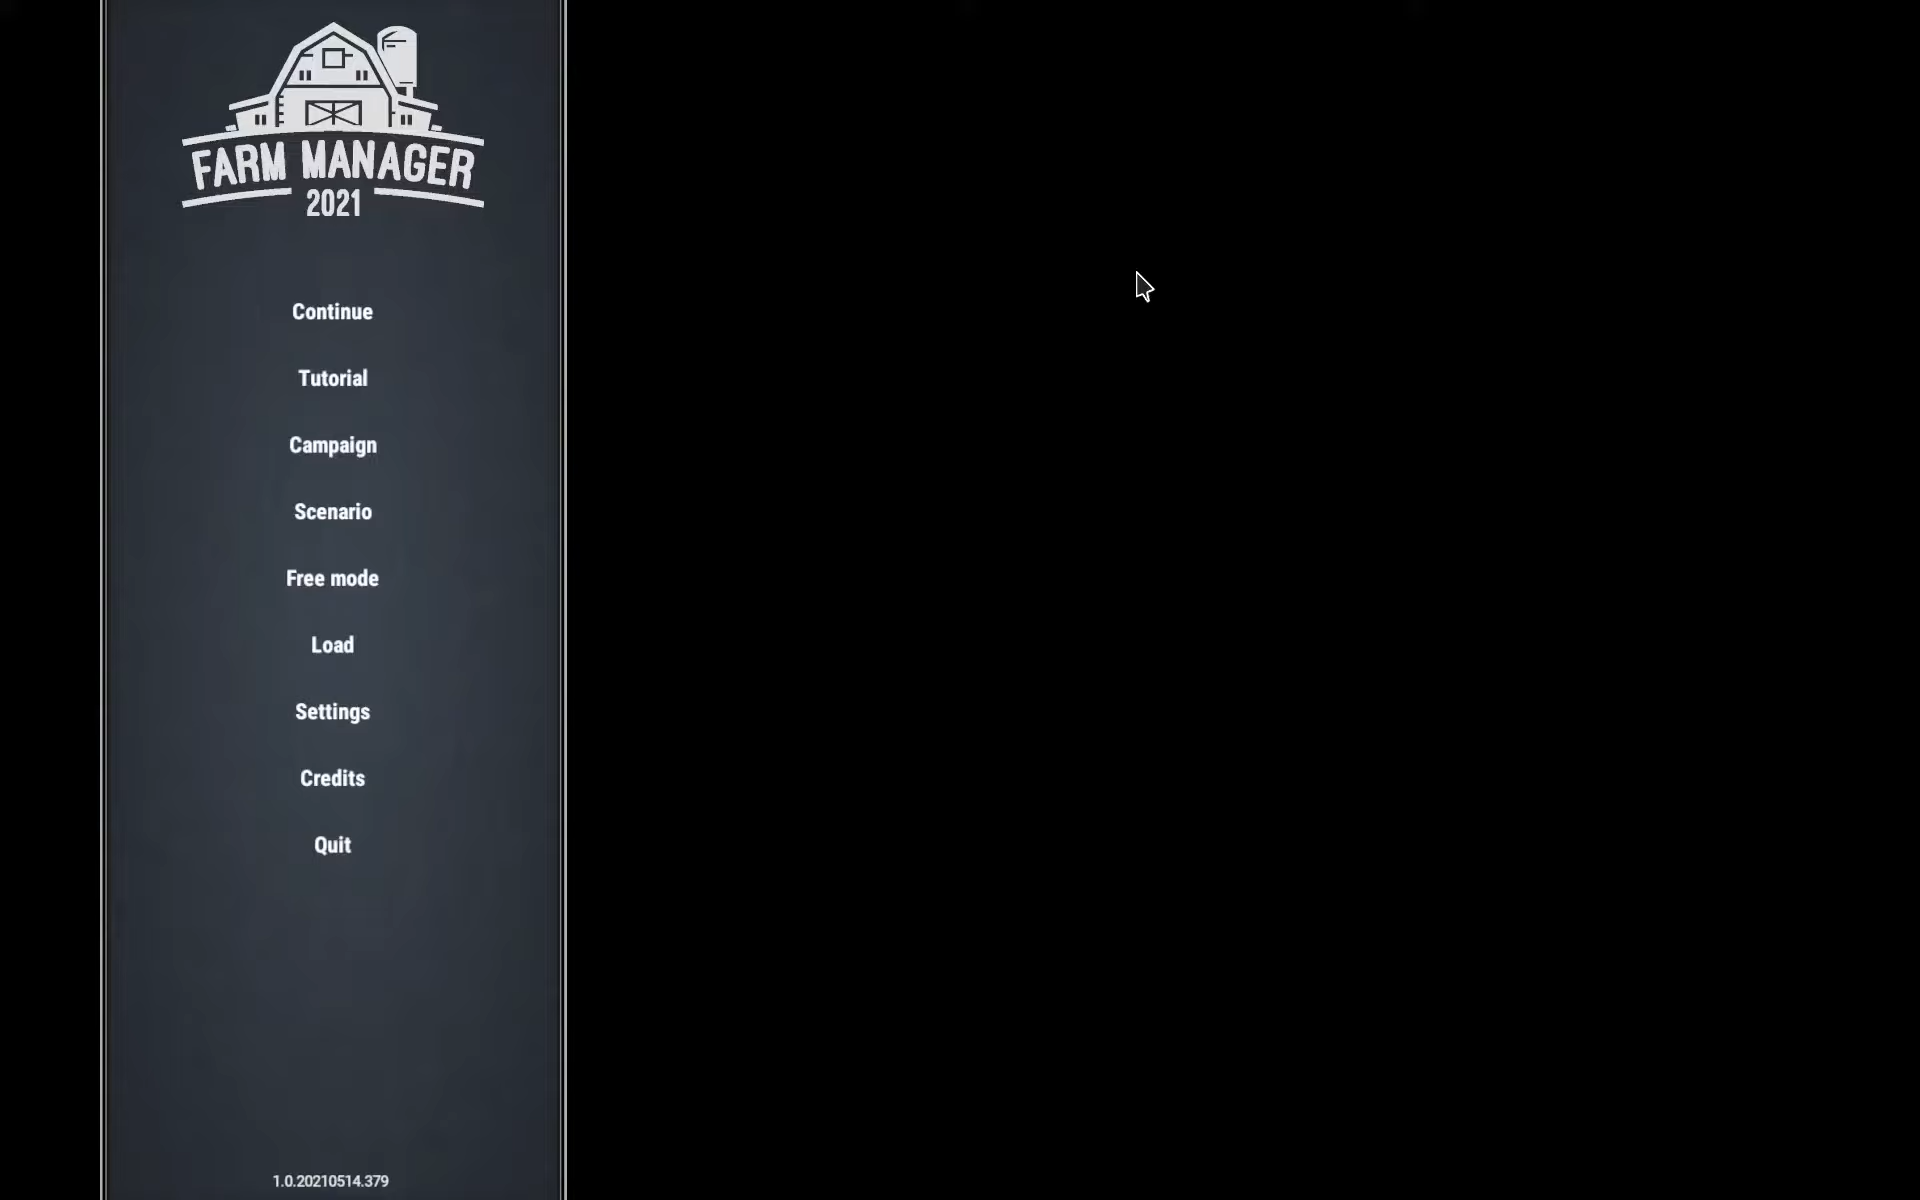 FARM MANAGER
2021
Continue
Tutorial
Campaign
Scenario
Free mode
Load
Settings
Credits
Quit
1.0.20210514.379